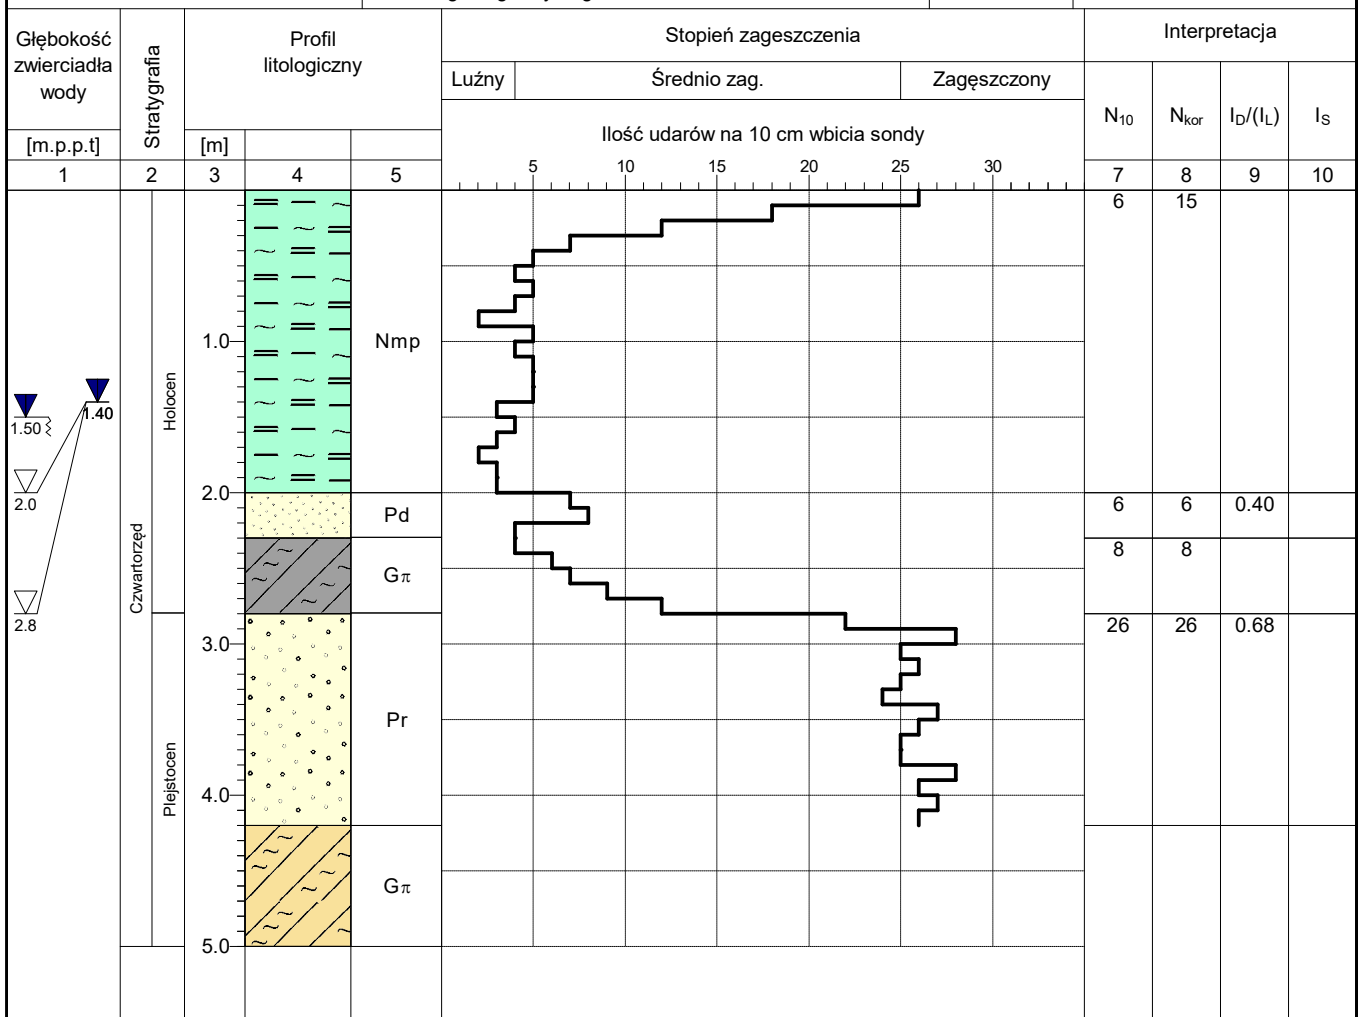 Głębokość
zwierciadła
wody
[m.p.p.t]
Stratygrafia
Profil
litologiczny
[m]
Stopień zageszczenia
Luźny
Średnio zag.
Zagęszczony
Ilość udarów na 10 cm wbicia sondy
5 10 15 20 25 30
Interpretacja
N10 Nkor ID/(IL) IS
1 2 3 4 5 7 8 9 10
6 15
Holocen
Nmp
1.0
1.40
1.50
2.0
2.0
Pd
6 6 0.40
Czwartorzęd
Gπ
8 8
2.8
26 26 0.68
3.0
Pr
Plejstocen
4.0
Gπ
5.0